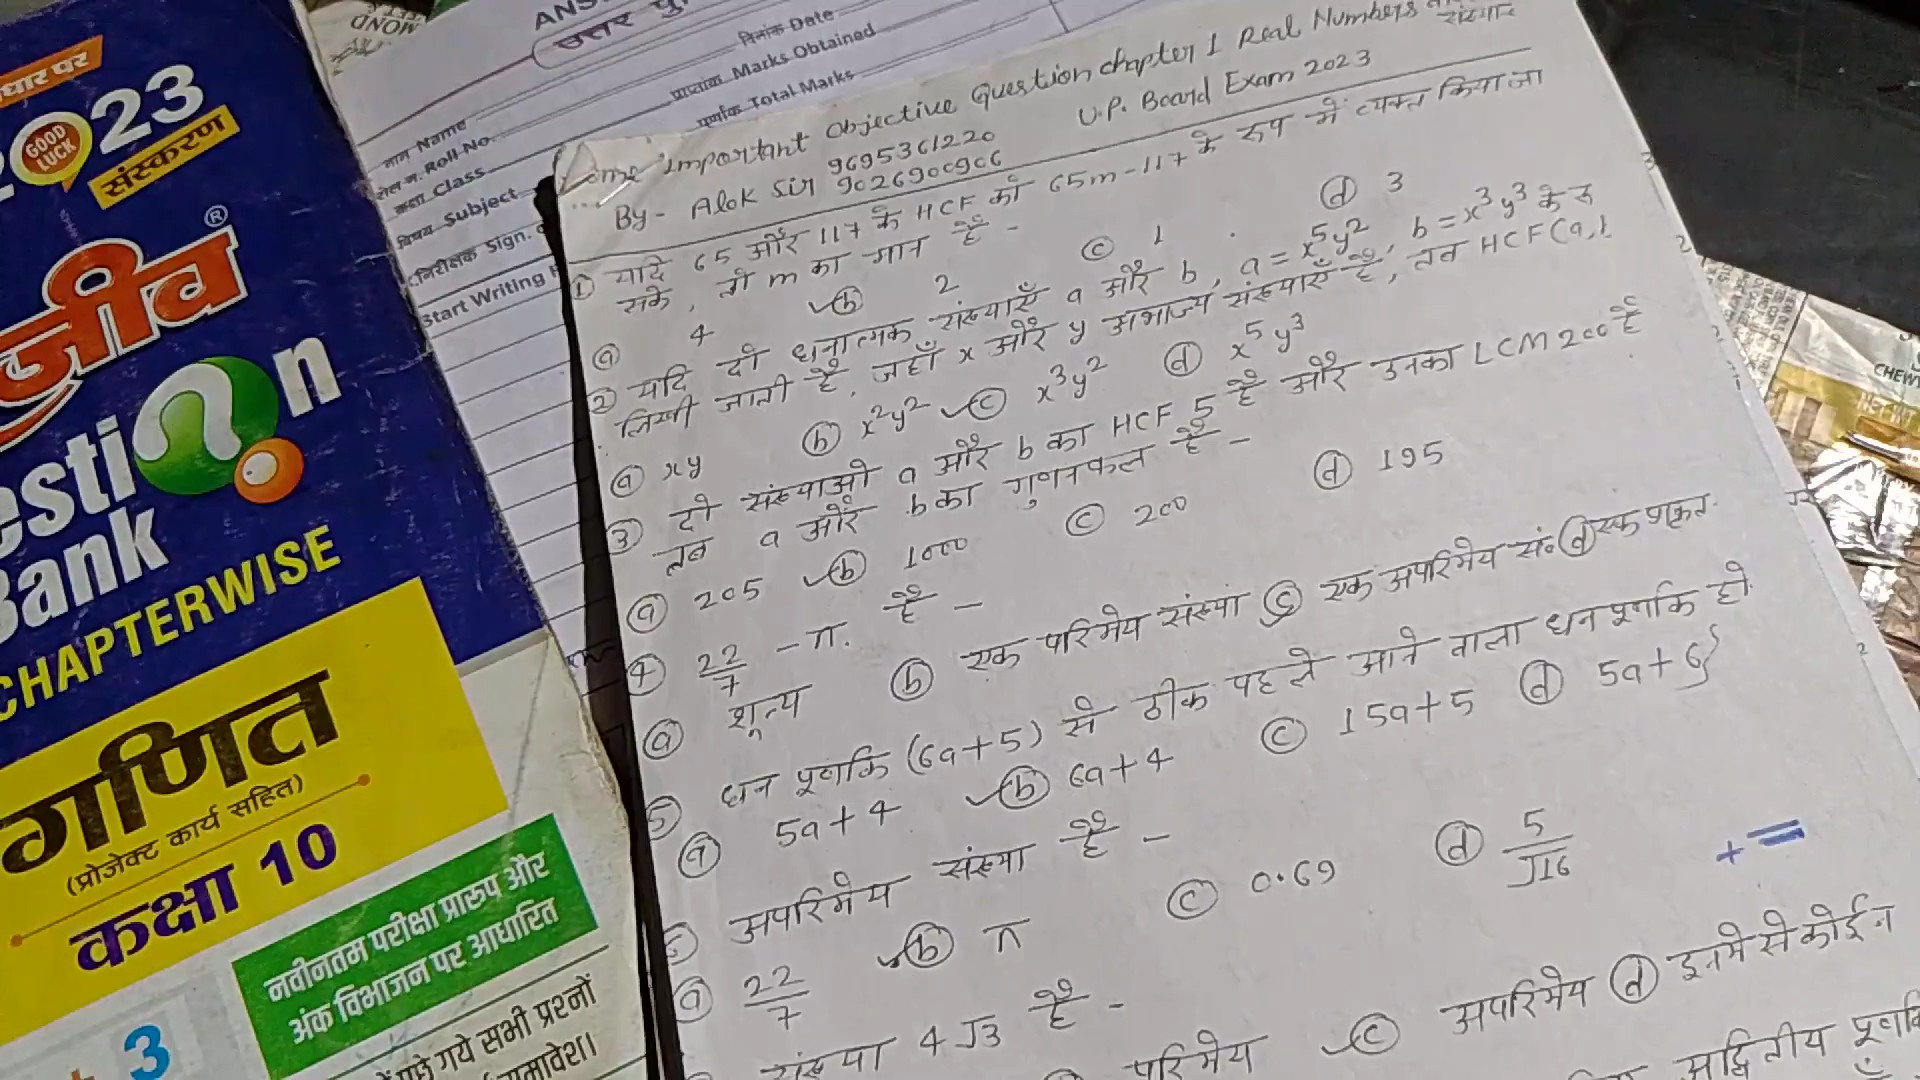 धार पर
2023
GOOD LUCK
संस्करण
जीव
®
Question
Bank
CHAPTERWISE
गणित
(प्रोजेक्ट कार्य सहित)
कक्षा 10
नवीनतम परीक्षा प्रारूप और
अंक विभाजन पर आधारित
पूछे गये सभी प्रश्नों
समावेश।
+ 3
उत्तर
दिनांक Date
नाम Name
प्राप्तांक Marks Obtained
रोल न. Roll No.
पूर्णांक Total Marks
कक्षा Class
विषय Subject
निरीक्षक Sign.
Start Writing
Some important Objective Question chapter 1 Real Numbers
संख्याएं
By - Alok Sir 9695361220 U.P. Board Exam 2023
9026900906
① यदि 65 और 117 के HCF को 65m - 117 के रूप में व्यक्त किया जा
सके, तो m का मान है -
ⓐ 4 ⓑ 2 ⓒ 1 ⓓ 3
② यदि दो धनात्मक संख्याएँ a और b, a = x⁵y², b = x³y³ के रु
लिखी जाती है, जहाँ x और y अभाज्य संख्याएँ है, तब HCF(a,b
ⓐ xy ⓑ x²y² ⓒ x³y² ⓓ x⁵y³
③ दो संख्याओ a और b का HCF 5 है और उनका LCM 200 है
तब a और b का गुणनफल है -
ⓐ 205 ⓑ 1000 ⓒ 200 ⓓ 195
④ 22/7 - π. है -
ⓐ शून्य ⓑ एक परिमेय संख्या ⓒ एक अपरिमेय सं० ⓓ एक प्राकृत.
⑤ धन पूर्णांक (6a+5) से ठीक पहले आने वाला धन पूर्णांक हो
ⓐ 5a+4 ⓑ 6a+4 ⓒ 15a+5 ⓓ 5a+6
अपरिमेय संख्या है -
ⓐ 22/7 ⓑ π ⓒ 0.69 ⓓ 5/√16
+ =
संख्या 4√3 है -
परिमेय ⓒ अपरिमेय ⓓ इनमे से कोई न
अद्वितीय